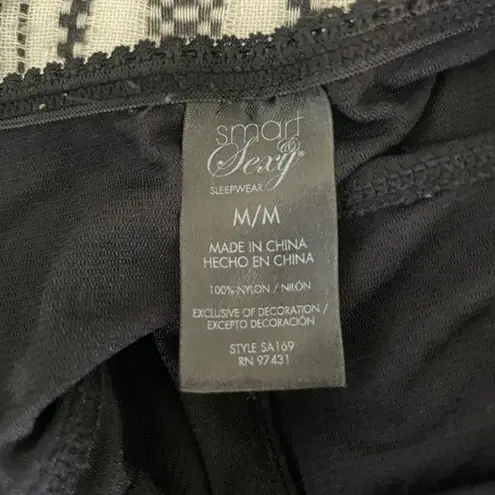 smart
& Sexy®
SLEEPWEAR
M/M
MADE IN CHINA
HECHO EN CHINA
100% NYLON / NILÓN
EXCLUSIVE OF DECORATION /
EXCEPTO DECORACIÓN
STYLE SA169
RN 97431